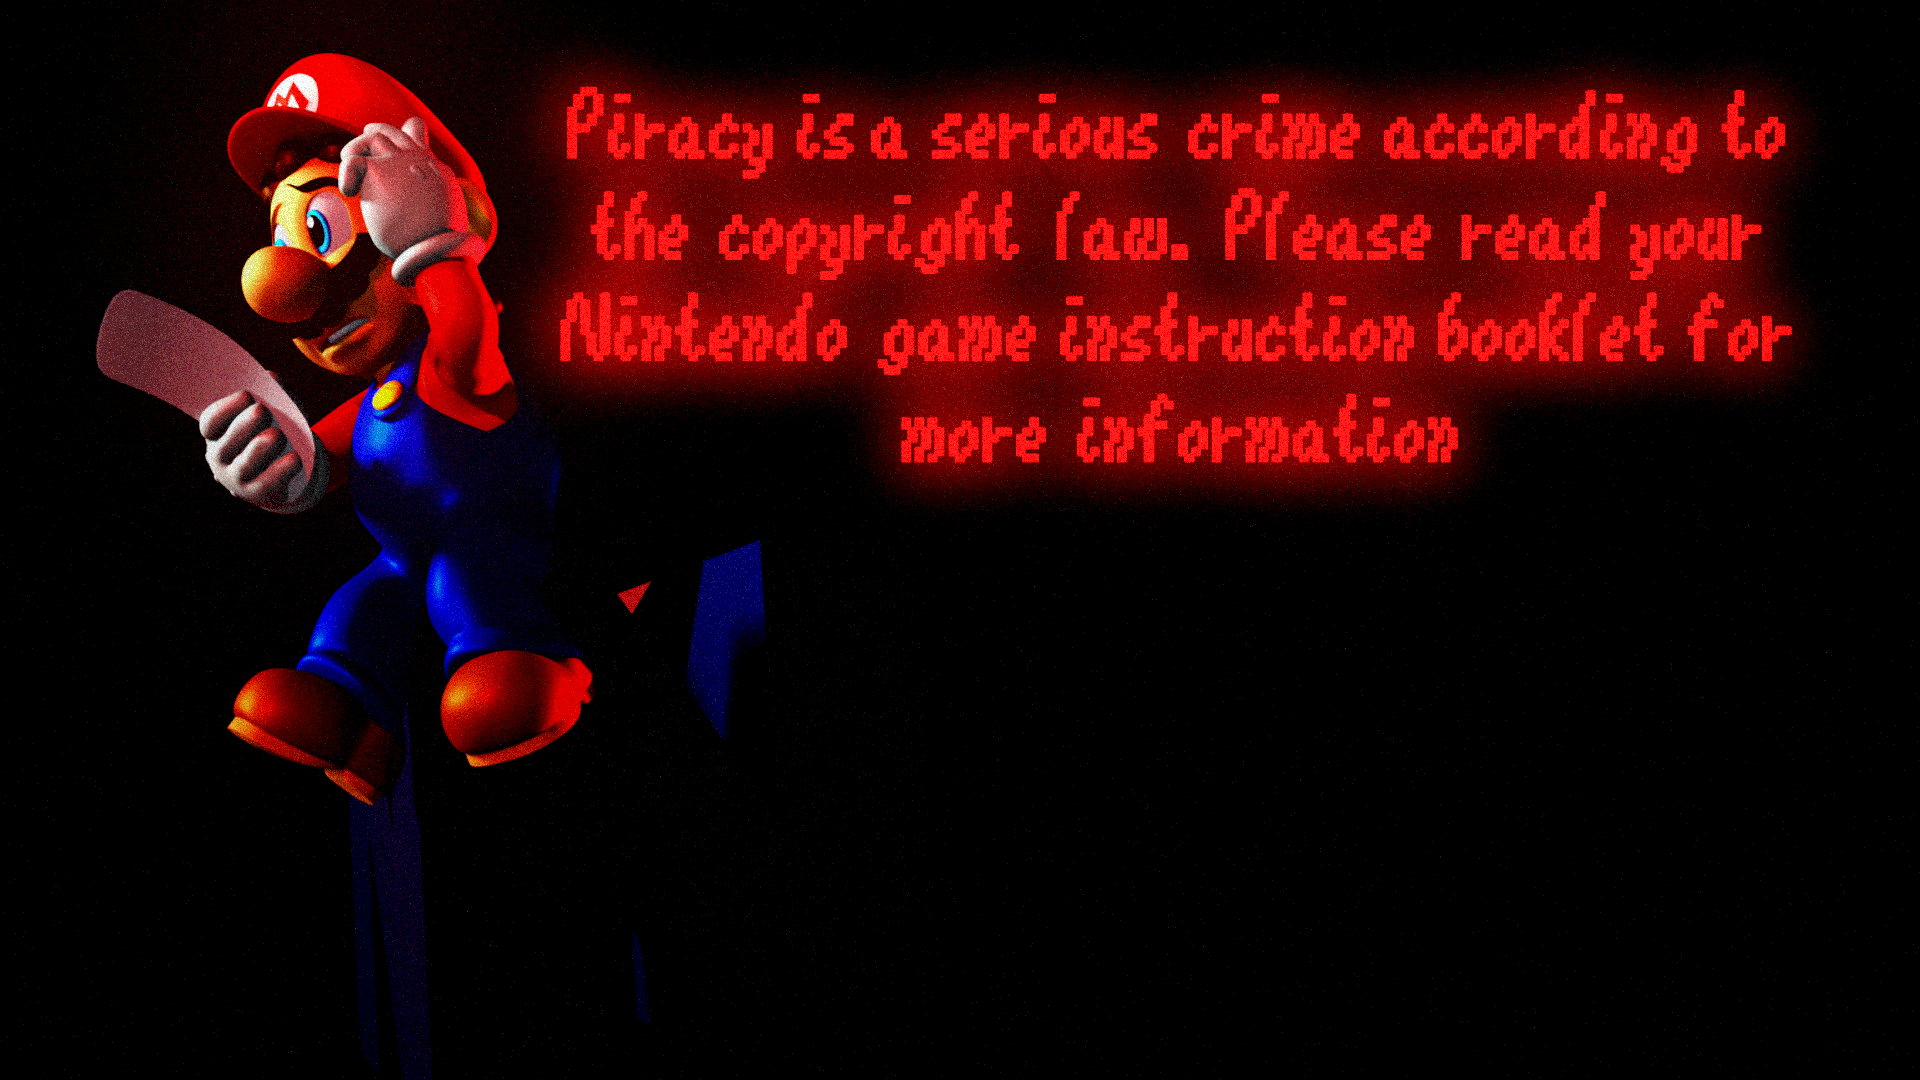 Piracy is a serious crime according to
the copyright law. Please read your
Nintendo game instruction booklet for
more information
M